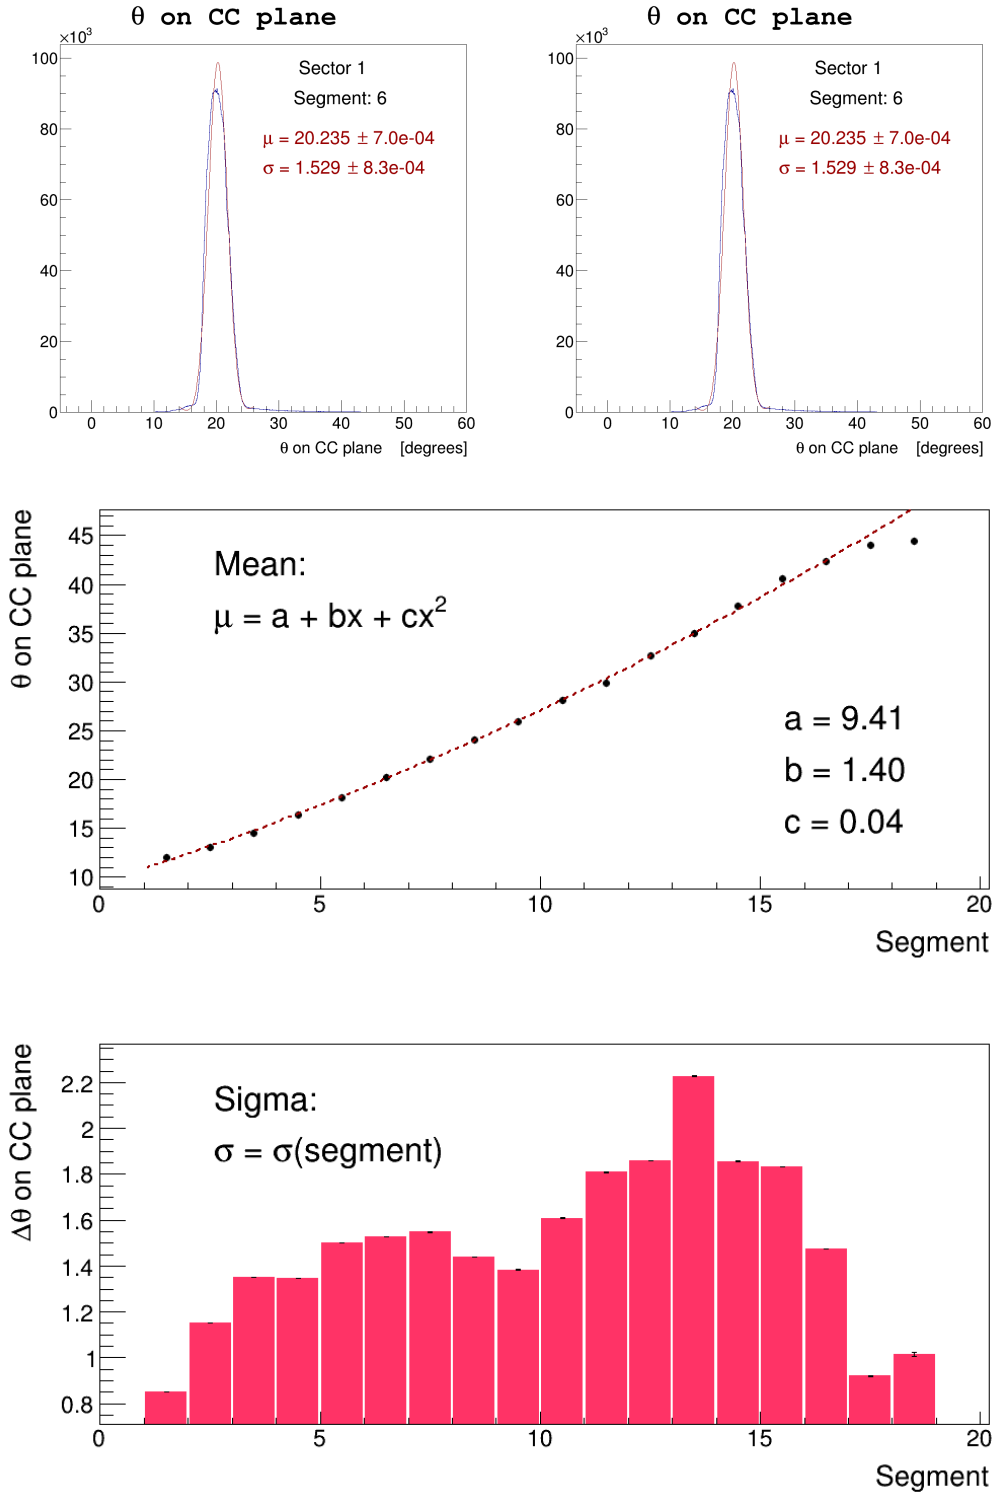 θ on CC plane
×10³
100
80
60
40
20
0
0 10 20 30 40 50 60
Sector 1
Segment: 6
μ = 20.235 ± 7.0e-04
σ = 1.529 ± 8.3e-04
θ on CC plane [degrees]
θ on CC plane
×10³
100
80
60
40
20
0
0 10 20 30 40 50 60
Sector 1
Segment: 6
μ = 20.235 ± 7.0e-04
σ = 1.529 ± 8.3e-04
θ on CC plane [degrees]
θ on CC plane
45
40
35
30
25
20
15
10
Mean:
μ = a + bx + cx²
a = 9.41
b = 1.40
c = 0.04
0 5 10 15 20
Segment
Δθ on CC plane
2.2
2
1.8
1.6
1.4
1.2
1
0.8
Sigma:
σ = σ(segment)
0 5 10 15 20
Segment